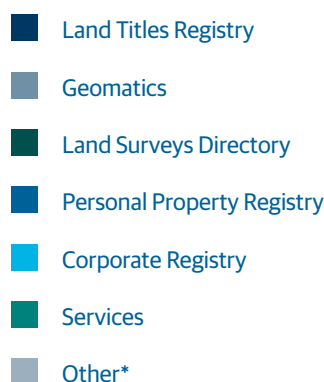 Land Titles Registry
Geomatics
Land Surveys Directory
Personal Property Registry
Corporate Registry
Services
Other*